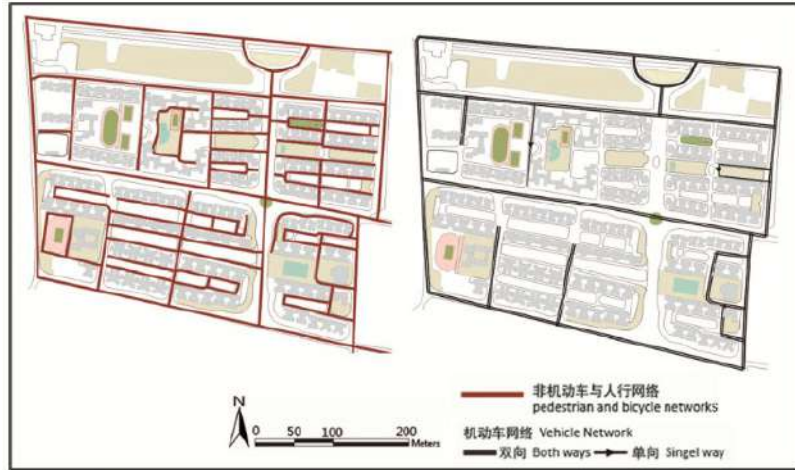 非机动车与人行网络
pedestrian and bicycle networks
N
0 50 100 200
Meters
机动车网络 Vehicle Network
双向 Both ways 单向 Singel way